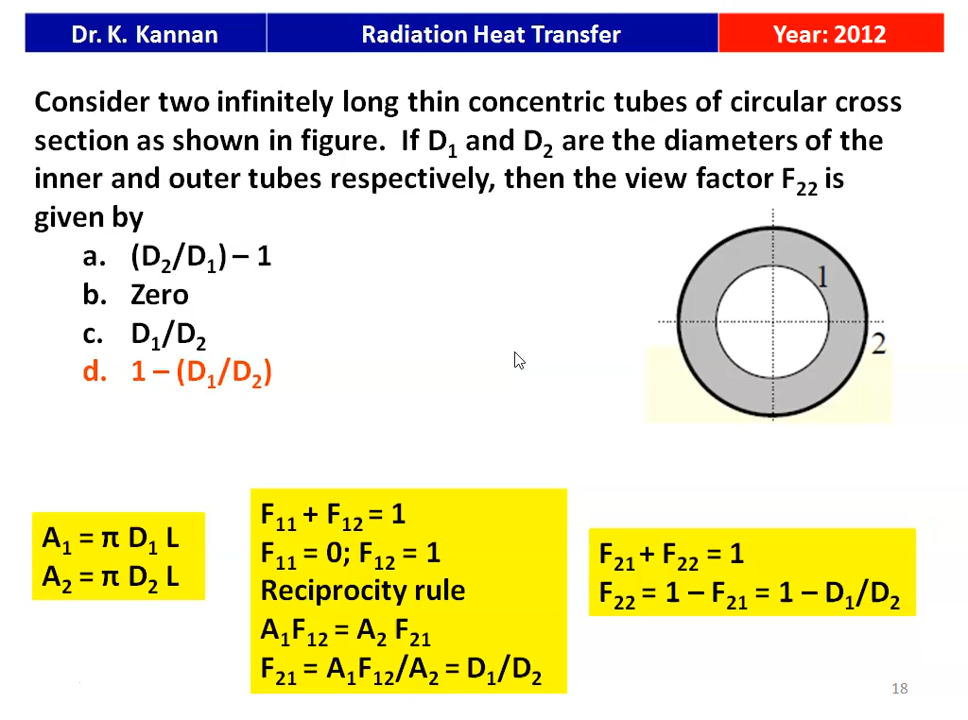 Dr. K. Kannan
Radiation Heat Transfer
Year: 2012
Consider two infinitely long thin concentric tubes of circular cross
section as shown in figure. If D₁ and D₂ are the diameters of the
inner and outer tubes respectively, then the view factor F₂₂ is
given by
a. (D₂/D₁) – 1
b. Zero
c. D₁/D₂
d. 1 – (D₁/D₂)
1
2
A₁ = π D₁ L
A₂ = π D₂ L
F₁₁ + F₁₂ = 1
F₁₁ = 0; F₁₂ = 1
Reciprocity rule
A₁F₁₂ = A₂ F₂₁
F₂₁ = A₁F₁₂/A₂ = D₁/D₂
F₂₁ + F₂₂ = 1
F₂₂ = 1 – F₂₁ = 1 – D₁/D₂
18